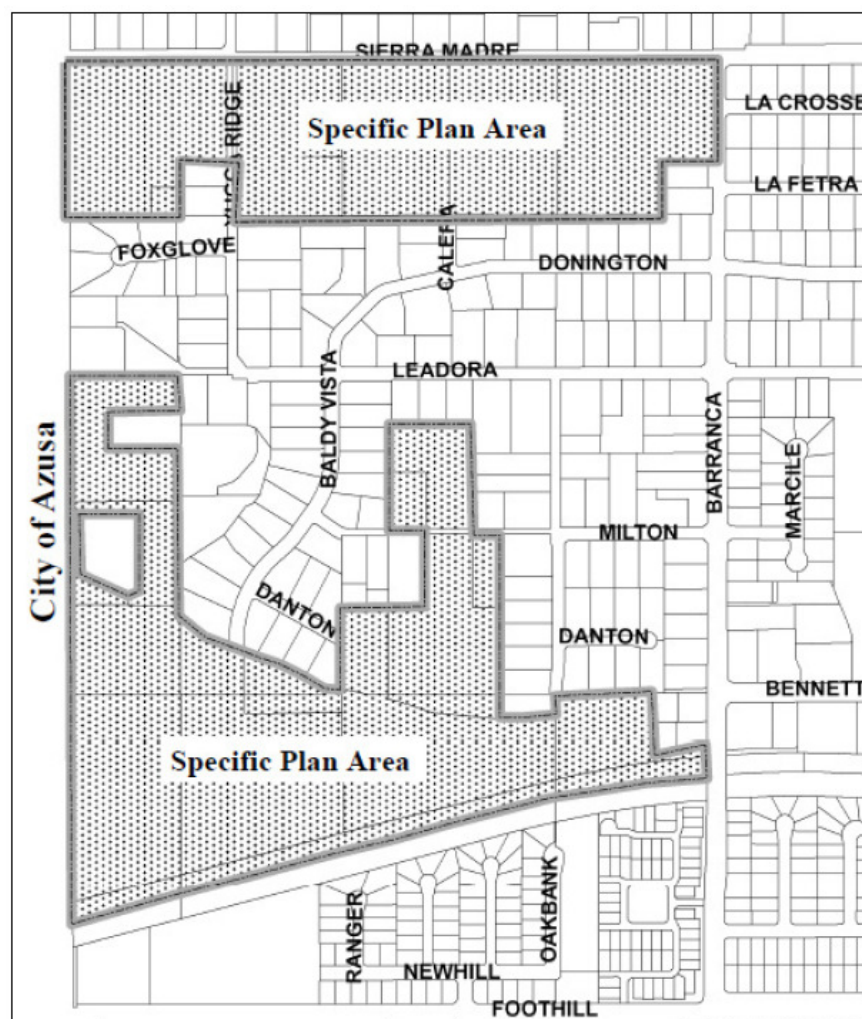 SIERRA MADRE
LA CROSSE
RIDGE
Specific Plan Area
LA FETRA
CALERA
FOXGLOVE
DONINGTON
BALDY VISTA
LEADORA
BARRANCA
MARCILE
City of Azusa
MILTON
DANTON
DANTON
BENNETT
Specific Plan Area
RANGER
OAKBANK
NEWHILL
FOOTHILL